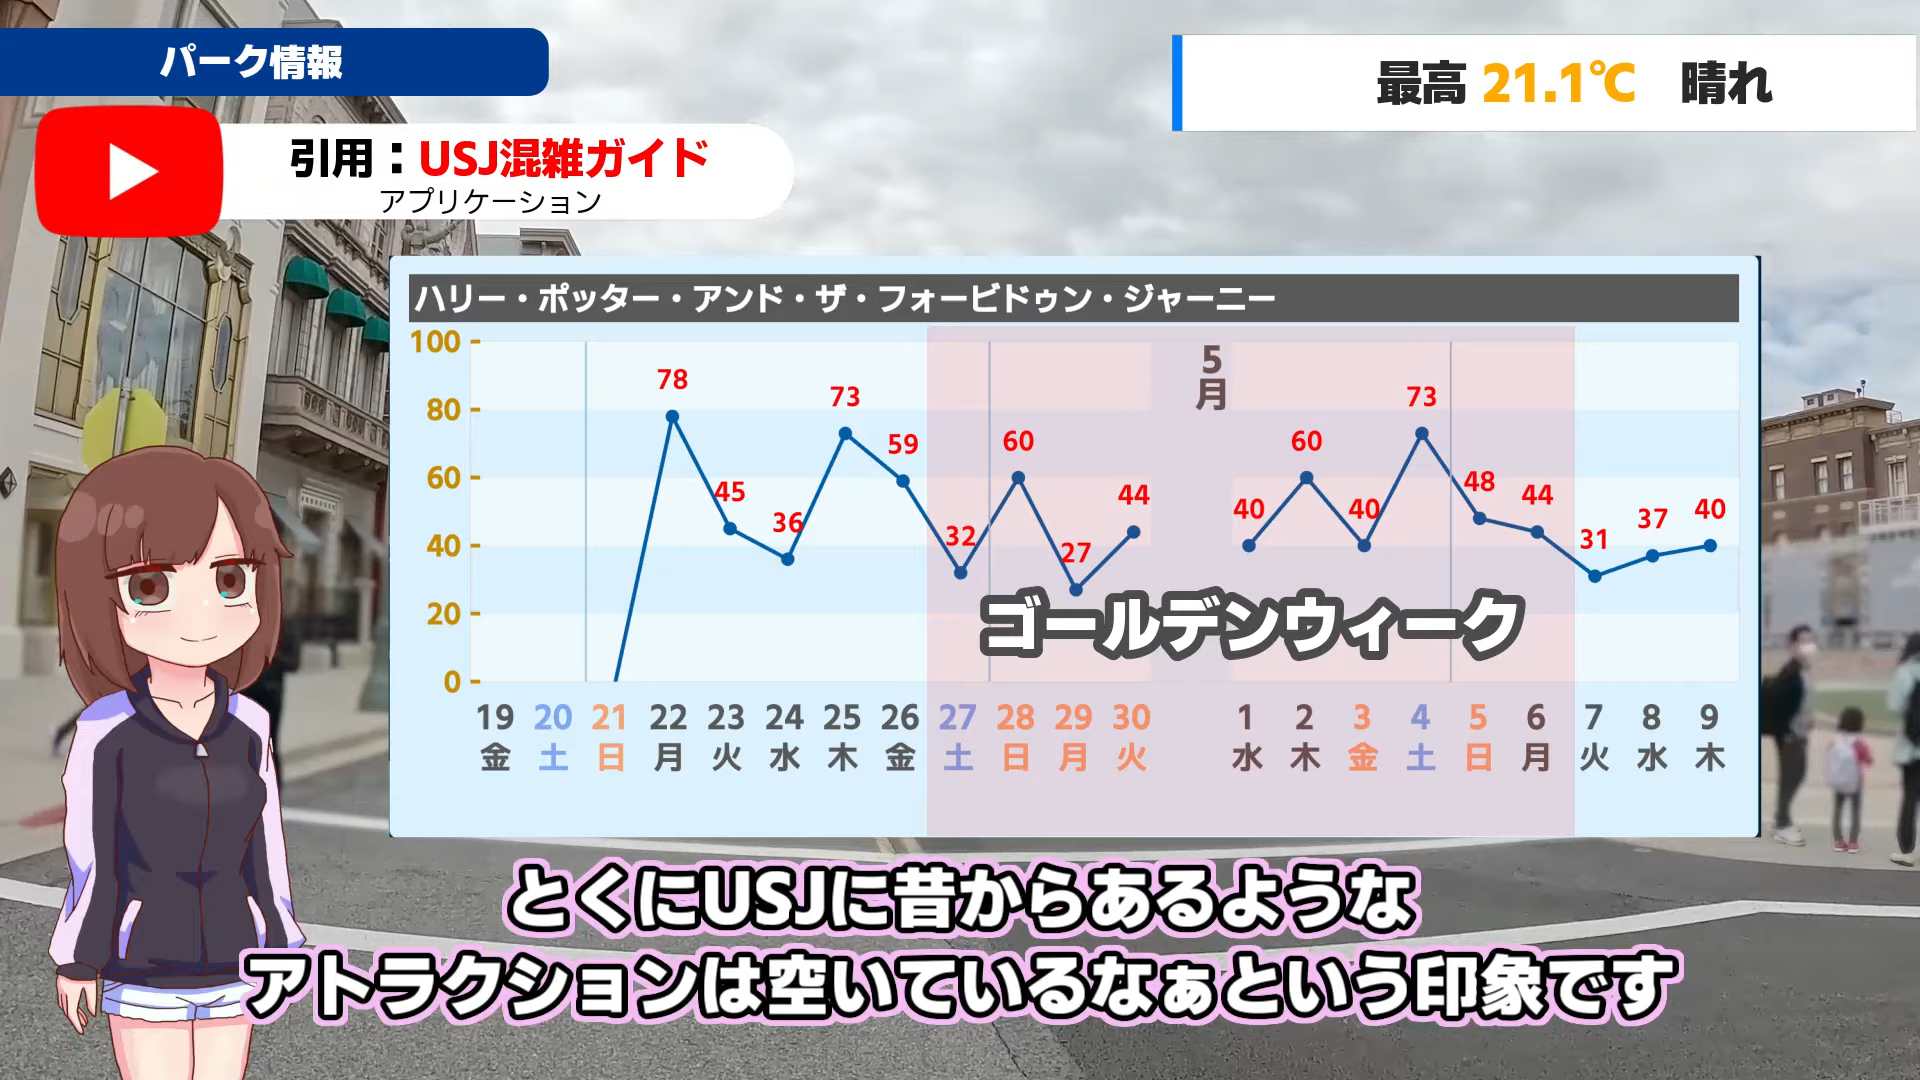 パーク情報
最高 21.1℃ 晴れ
引用：USJ混雑ガイド
アプリケーション
ハリー・ポッター・アンド・ザ・フォービドゥン・ジャーニー
100
80
60
40
20
0
5
月
78
45
36
73
59
32
60
27
44
40
60
40
73
48
44
31
37
40
ゴールデンウィーク
19 20 21 22 23 24 25 26 27 28 29 30 1 2 3 4 5 6 7 8 9
金 土 日 月 火 水 木 金 土 日 月 火 水 木 金 土 日 月 火 水 木
とくにUSJに昔からあるような
アトラクションは空いているなぁという印象です